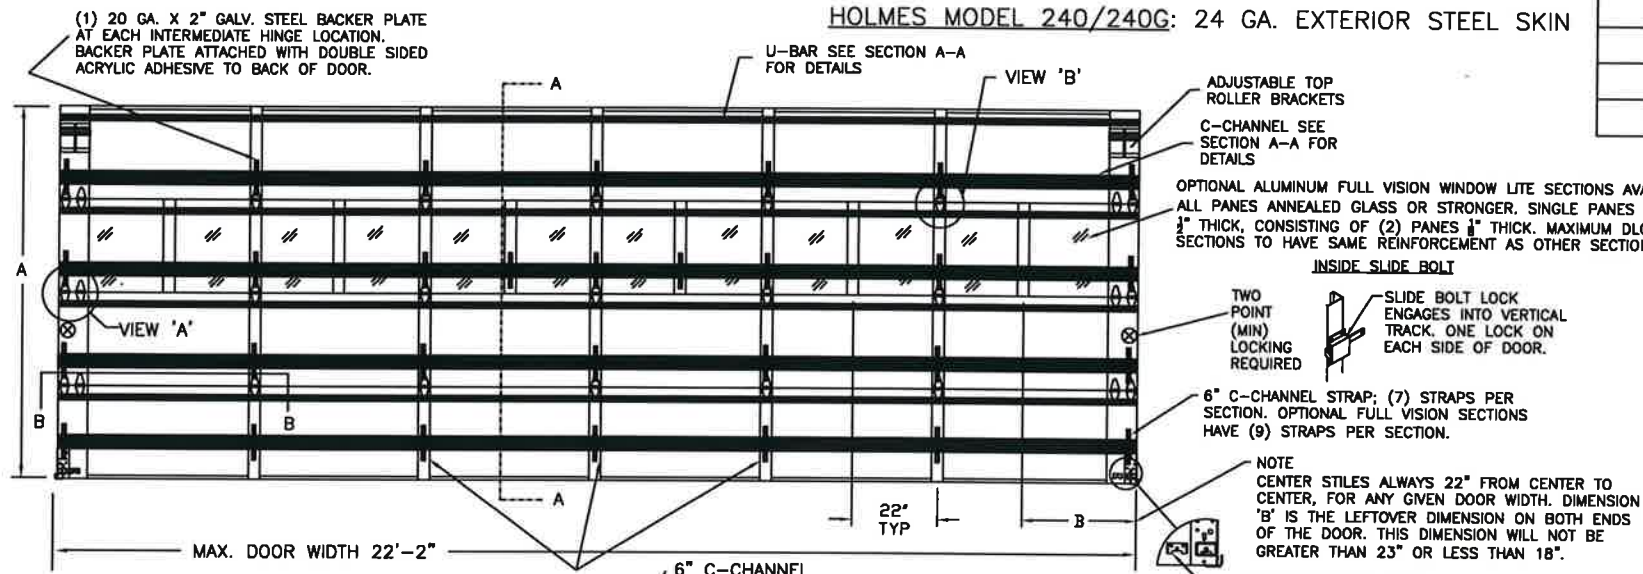 HOLMES MODEL 240/240G: 24 GA. EXTERIOR STEEL SKIN
(1) 20 GA. X 2" GALV. STEEL BACKER PLATE
AT EACH INTERMEDIATE HINGE LOCATION.
BACKER PLATE ATTACHED WITH DOUBLE SIDED
ACRYLIC ADHESIVE TO BACK OF DOOR.
U-BAR SEE SECTION A-A
FOR DETAILS
A
VIEW 'B'
ADJUSTABLE TOP
ROLLER BRACKETS
C-CHANNEL SEE
SECTION A-A FOR
DETAILS
OPTIONAL ALUMINUM FULL VISION WINDOW LITE SECTIONS
ALL PANES ANNEALED GLASS OR STRONGER. SINGLE PANES
THICK, CONSISTING OF (2) PANES THICK. MAXIMUM
SECTIONS TO HAVE SAME REINFORCEMENT AS OTHER
INSIDE SLIDE BOLT
TWO
POINT
(MIN)
LOCKING
REQUIRED
SLIDE BOLT LOCK
ENGAGES INTO VERTICAL
TRACK. ONE LOCK ON
EACH SIDE OF DOOR.
A
VIEW 'A'
B
B
6" C-CHANNEL STRAP; (7) STRAPS PER
SECTION. OPTIONAL FULL VISION SECTIONS
HAVE (9) STRAPS PER SECTION.
NOTE
CENTER STILES ALWAYS 22" FROM CENTER TO
CENTER, FOR ANY GIVEN DOOR WIDTH. DIMENSION
'B' IS THE LEFTOVER DIMENSION ON BOTH ENDS
OF THE DOOR. THIS DIMENSION WILL NOT BE
GREATER THAN 23" OR LESS THAN 18".
A
22"
TYP
B
MAX. DOOR WIDTH 22'-2"
6" C-CHANNEL